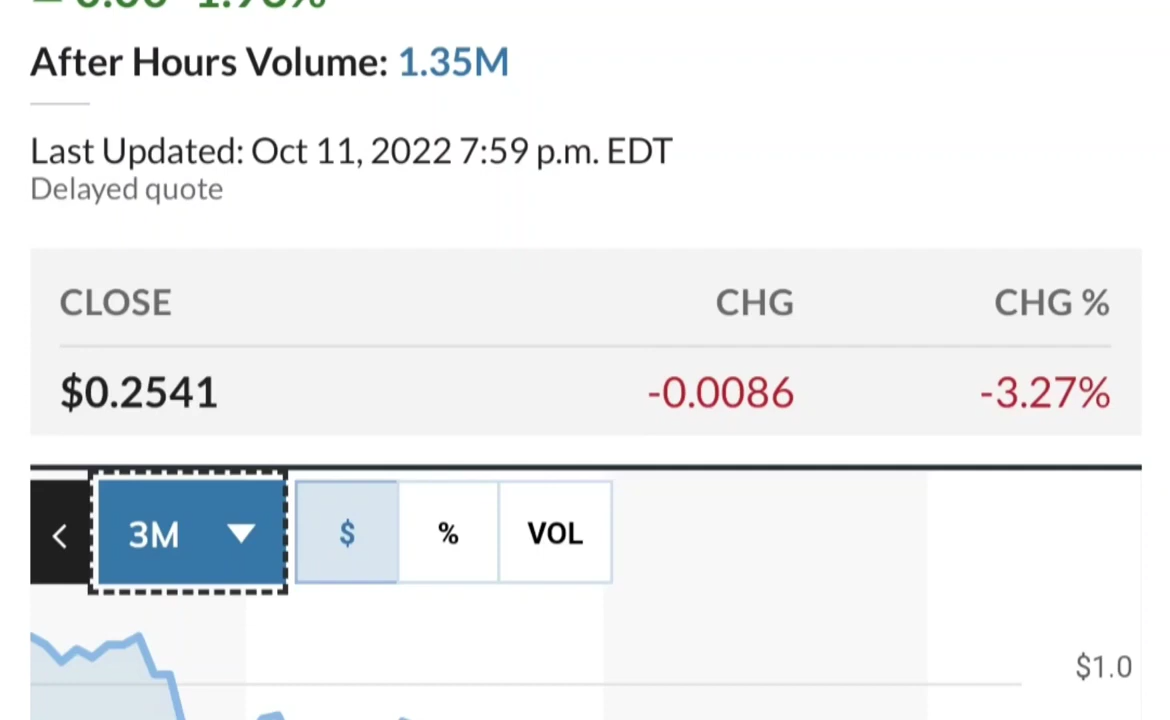 After Hours Volume: 1.35M
Last Updated: Oct 11, 2022 7:59 p.m. EDT
Delayed quote
CLOSE CHG CHG %
$0.2541 -0.0086 -3.27%
< 3M ▼ $ % VOL
$1.0